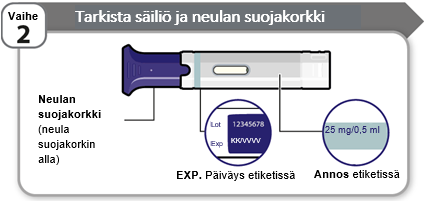 Vaihe
2
Tarkista säiliö ja neulan suojakorkki
Neulan
suojakorkki
(neula
suojakorkin
alla)
Lot 12345678
Exp KK/VVVV
EXP. Päiväys etiketissä
25 mg/0,5 ml
Annos etiketissä